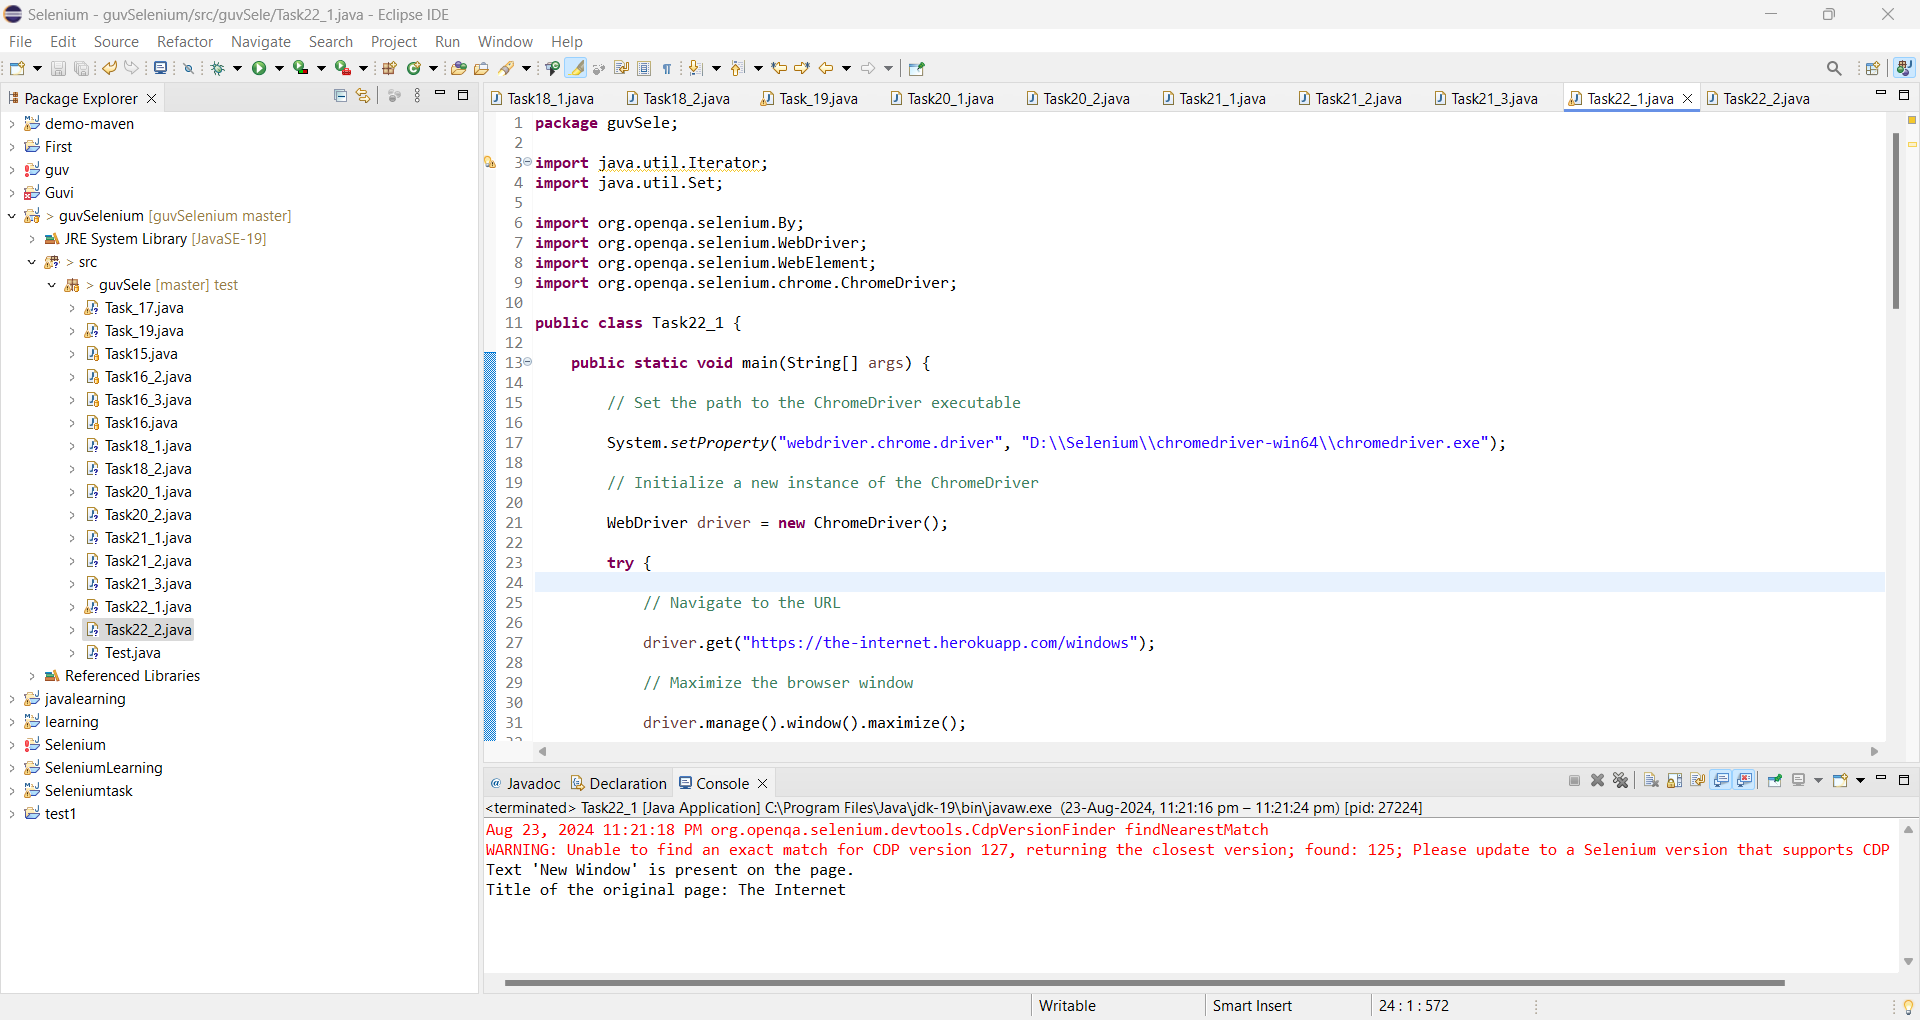 Selenium - guvSelenium/src/guvSele/Task22_1.java - Eclipse IDE
File Edit Source Refactor Navigate Search Project Run Window Help
Package Explorer
demo-maven
First
guv
Guvi
> guvSelenium [guvSelenium master]
JRE System Library [JavaSE-19]
> src
> guvSele [master] test
Task_17.java
Task_19.java
Task15.java
Task16_2.java
Task16_3.java
Task16.java
Task18_1.java
Task18_2.java
Task20_1.java
Task20_2.java
Task21_1.java
Task21_2.java
Task21_3.java
Task22_1.java
Task22_2.java
Test.java
Referenced Libraries
javalearning
learning
Selenium
SeleniumLearning
Seleniumtask
test1
Task18_1.java Task18_2.java Task_19.java Task20_1.java Task20_2.java Task21_1.java Task21_2.java Task21_3.java Task22_1.java Task22_2.java
1 package guvSele;
2
3 import java.util.Iterator;
4 import java.util.Set;
5
6 import org.openqa.selenium.By;
7 import org.openqa.selenium.WebDriver;
8 import org.openqa.selenium.WebElement;
9 import org.openqa.selenium.chrome.ChromeDriver;
10
11 public class Task22_1 {
12
13 public static void main(String[] args) {
14
15 // Set the path to the ChromeDriver executable
16
17 System.setProperty("webdriver.chrome.driver", "D:\\Selenium\\chromedriver-win64\\chromedriver.exe");
18
19 // Initialize a new instance of the ChromeDriver
20
21 WebDriver driver = new ChromeDriver();
22
23 try {
24
25 // Navigate to the URL
26
27 driver.get("https://the-internet.herokuapp.com/windows");
28
29 // Maximize the browser window
30
31 driver.manage().window().maximize();
Javadoc Declaration Console
<terminated> Task22_1 [Java Application] C:\Program Files\Java\jdk-19\bin\javaw.exe (23-Aug-2024, 11:21:16 pm – 11:21:24 pm) [pid: 27224]
Aug 23, 2024 11:21:18 PM org.openqa.selenium.devtools.CdpVersionFinder findNearestMatch
WARNING: Unable to find an exact match for CDP version 127, returning the closest version; found: 125; Please update to a Selenium version that supports CDP
Text 'New Window' is present on the page.
Title of the original page: The Internet
Writable Smart Insert 24 : 1 : 572